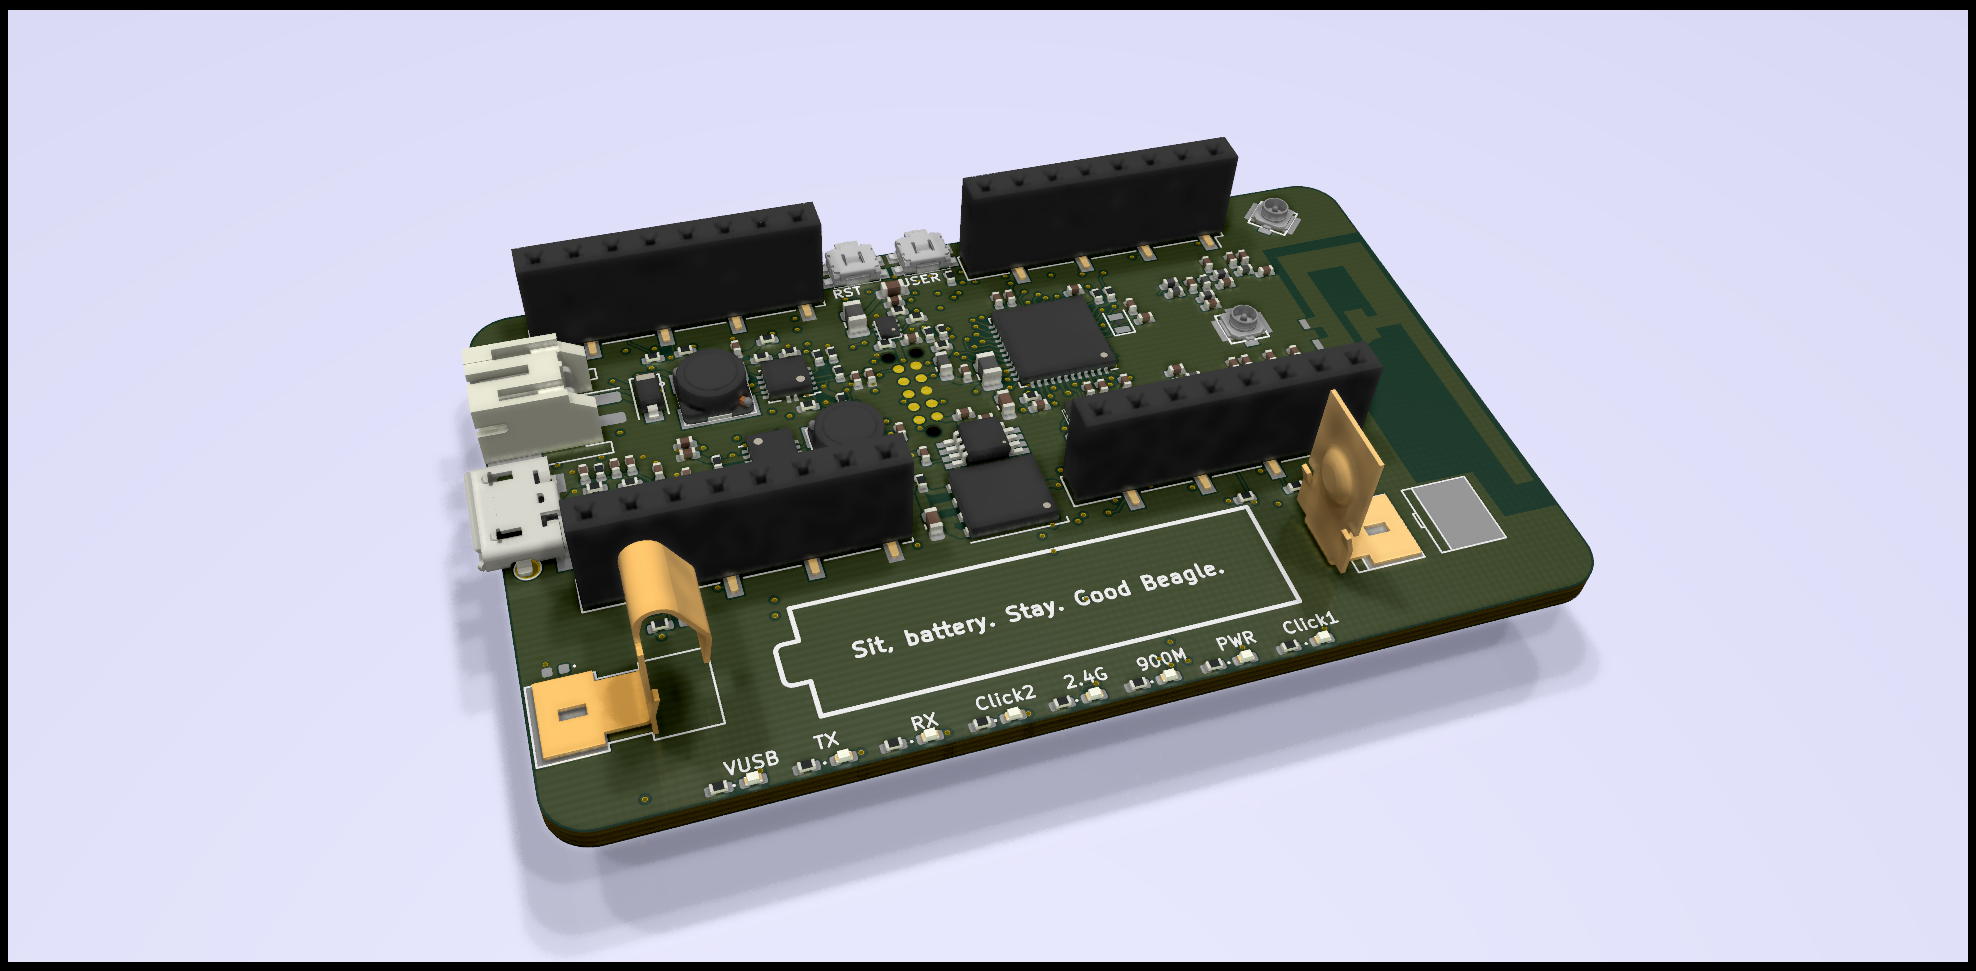 RST
USER
Sit, battery. Stay. Good Beagle.
VUSB
TX
RX
Click2
2.4G
900M
PWR
Click1